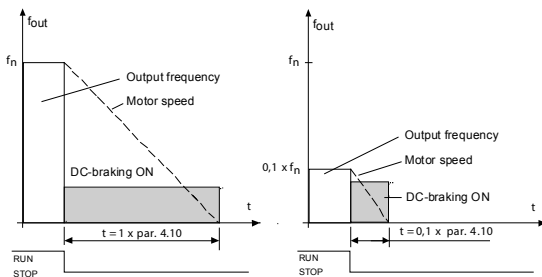 fout
fn
Output frequency
Motor speed
DC-braking ON
t
t = 1 x par. 4.10
RUN
STOP
fout
fn
Output frequency
Motor speed
0,1 x fn
DC-braking ON
t
t = 0,1 x par. 4.10
RUN
STOP